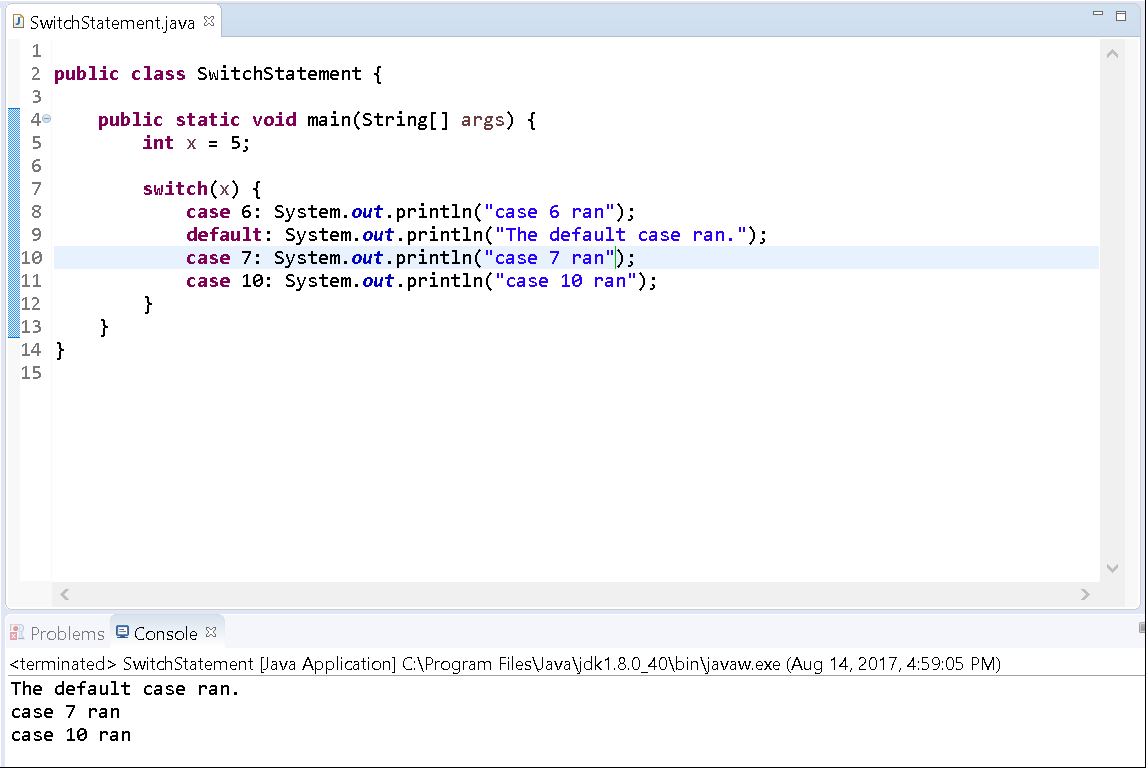 SwitchStatement.java
1
2 public class SwitchStatement {
3
4 public static void main(String[] args) {
5 int x = 5;
6
7 switch(x) {
8 case 6: System.out.println("case 6 ran");
9 default: System.out.println("The default case ran.");
10 case 7: System.out.println("case 7 ran");
11 case 10: System.out.println("case 10 ran");
12 }
13 }
14 }
15
Problems Console
<terminated> SwitchStatement [Java Application] C:\Program Files\Java\jdk1.8.0_40\bin\javaw.exe (Aug 14, 2017, 4:59:05 PM)
The default case ran.
case 7 ran
case 10 ran